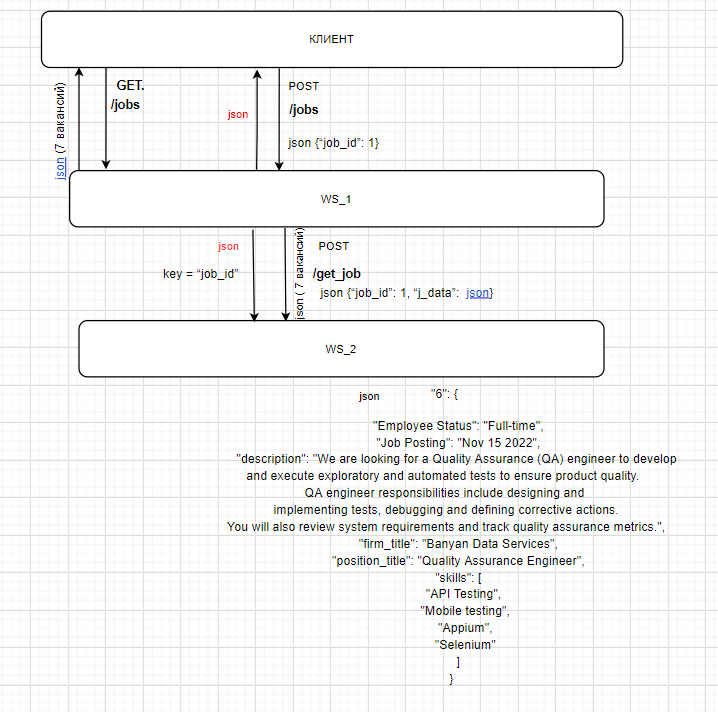 КЛИЕНТ
GET.
/jobs
json (7 вакансий)
json
POST
/jobs
json {“job_id”: 1}
WS_1
json
key = “job_id”
json ( 7 вакансий)
POST
/get_job
json {“job_id”: 1, “j_data”: json}
WS_2
json
"6": {
"Employee Status": "Full-time",
"Job Posting": "Nov 15 2022",
"description": "We are looking for a Quality Assurance (QA) engineer to develop
and execute exploratory and automated tests to ensure product quality.
QA engineer responsibilities include designing and
implementing tests, debugging and defining corrective actions.
You will also review system requirements and track quality assurance metrics.",
"firm_title": "Banyan Data Services",
"position_title": "Quality Assurance Engineer",
"skills": [
"API Testing",
"Mobile testing",
"Appium",
"Selenium"
]
}